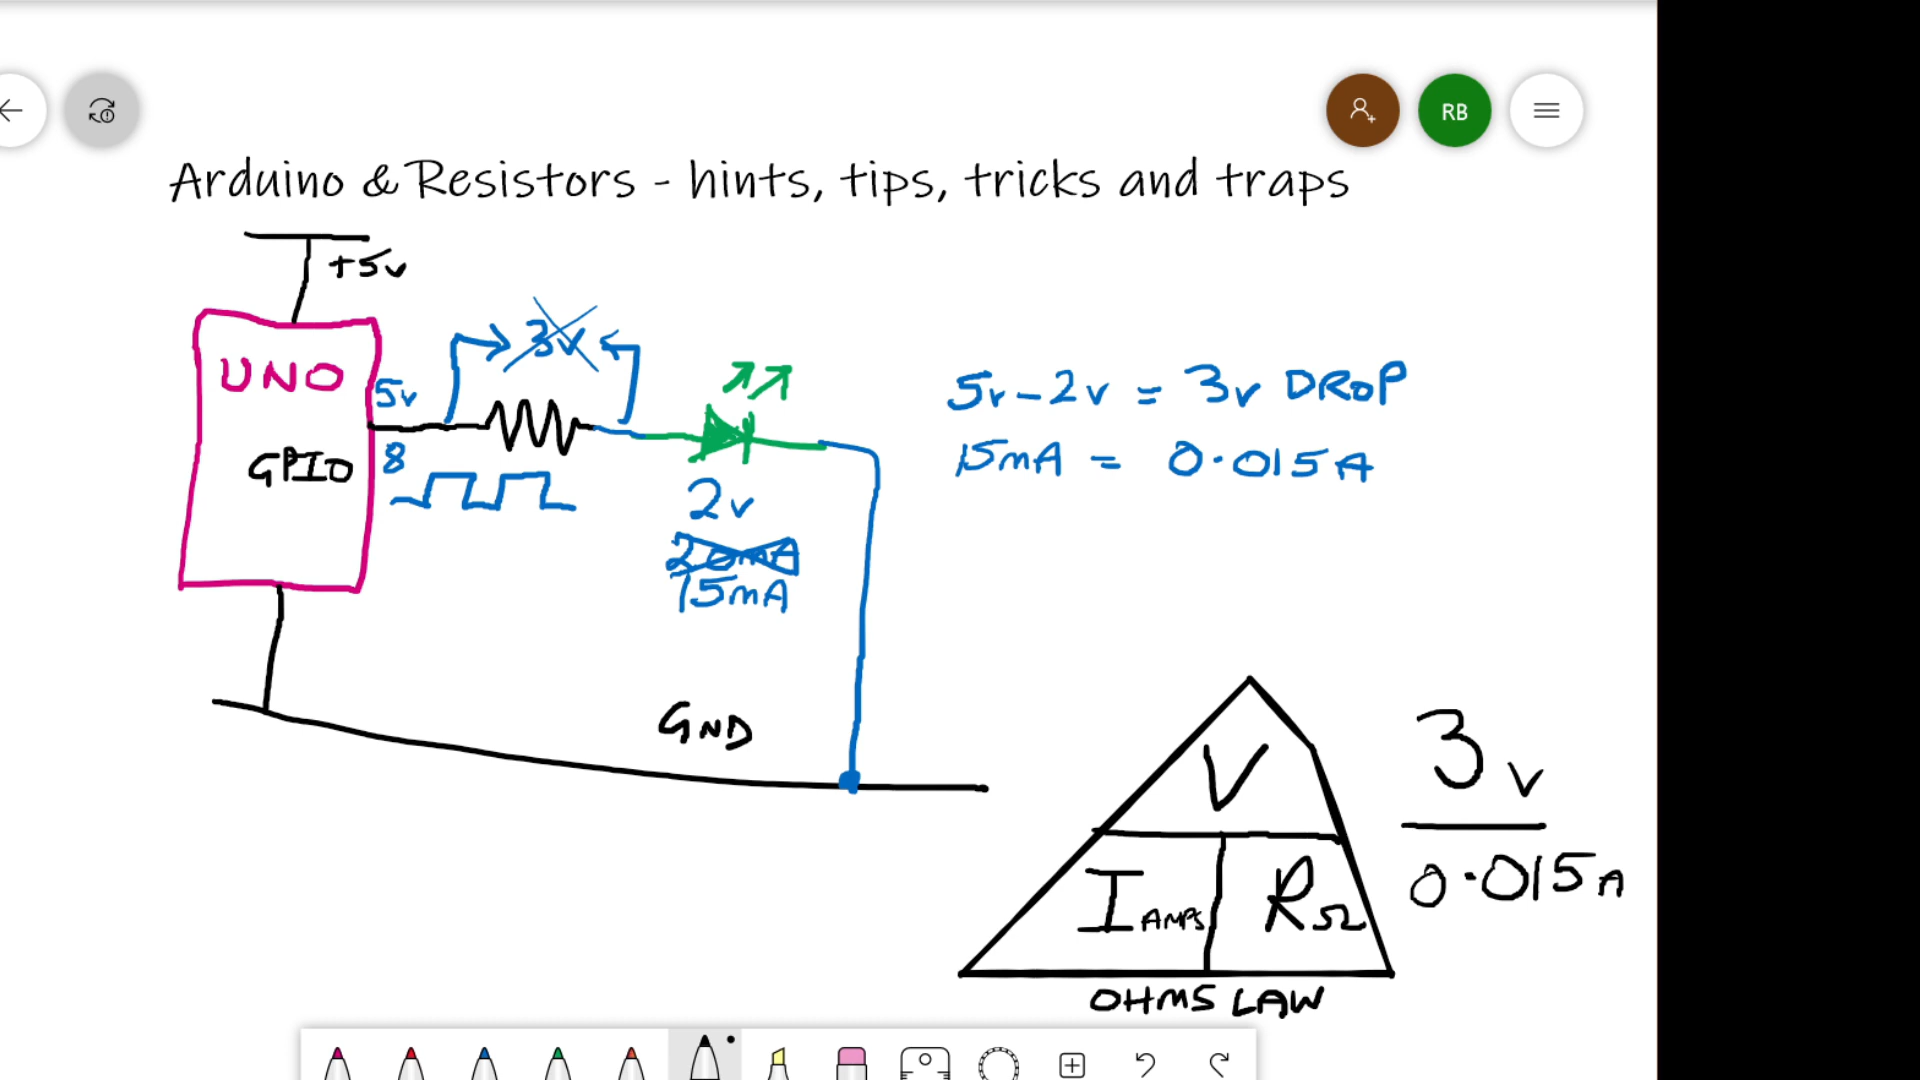 RB
Arduino & Resistors - hints, tips, tricks and traps
+5v
3v
UNO
5v
GPIO
8
2v
20mA
15mA
GND
5v - 2v = 3v DROP
15mA = 0.015A
V
I AMPS
RΩ
OHMS LAW
3v
0.015A